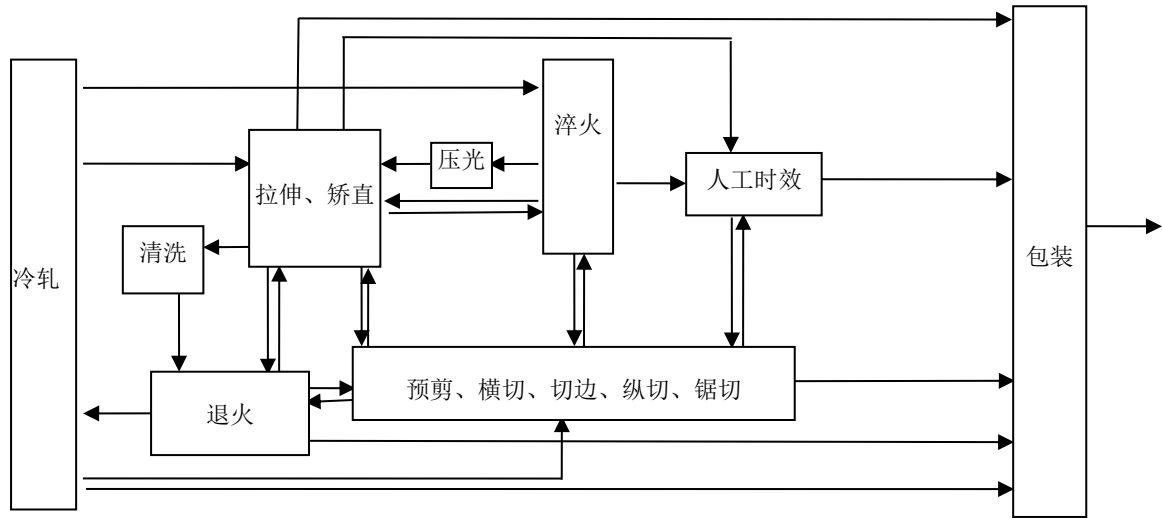 淬火
压光
人工时效
拉伸、矫直
清洗
包装
冷轧
预剪、横切、切边、纵切、锯切
退火